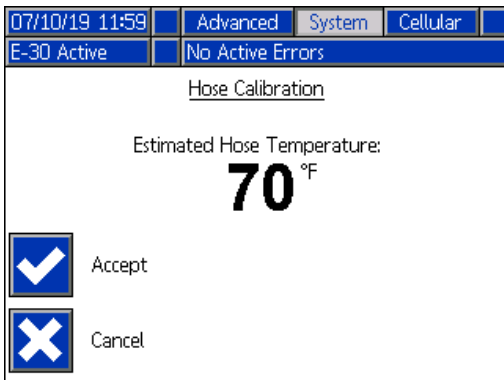 07/10/19 11:59 Advanced System Cellular
E-30 Active No Active Errors
Hose Calibration
Estimated Hose Temperature:
70 °F
Accept
Cancel